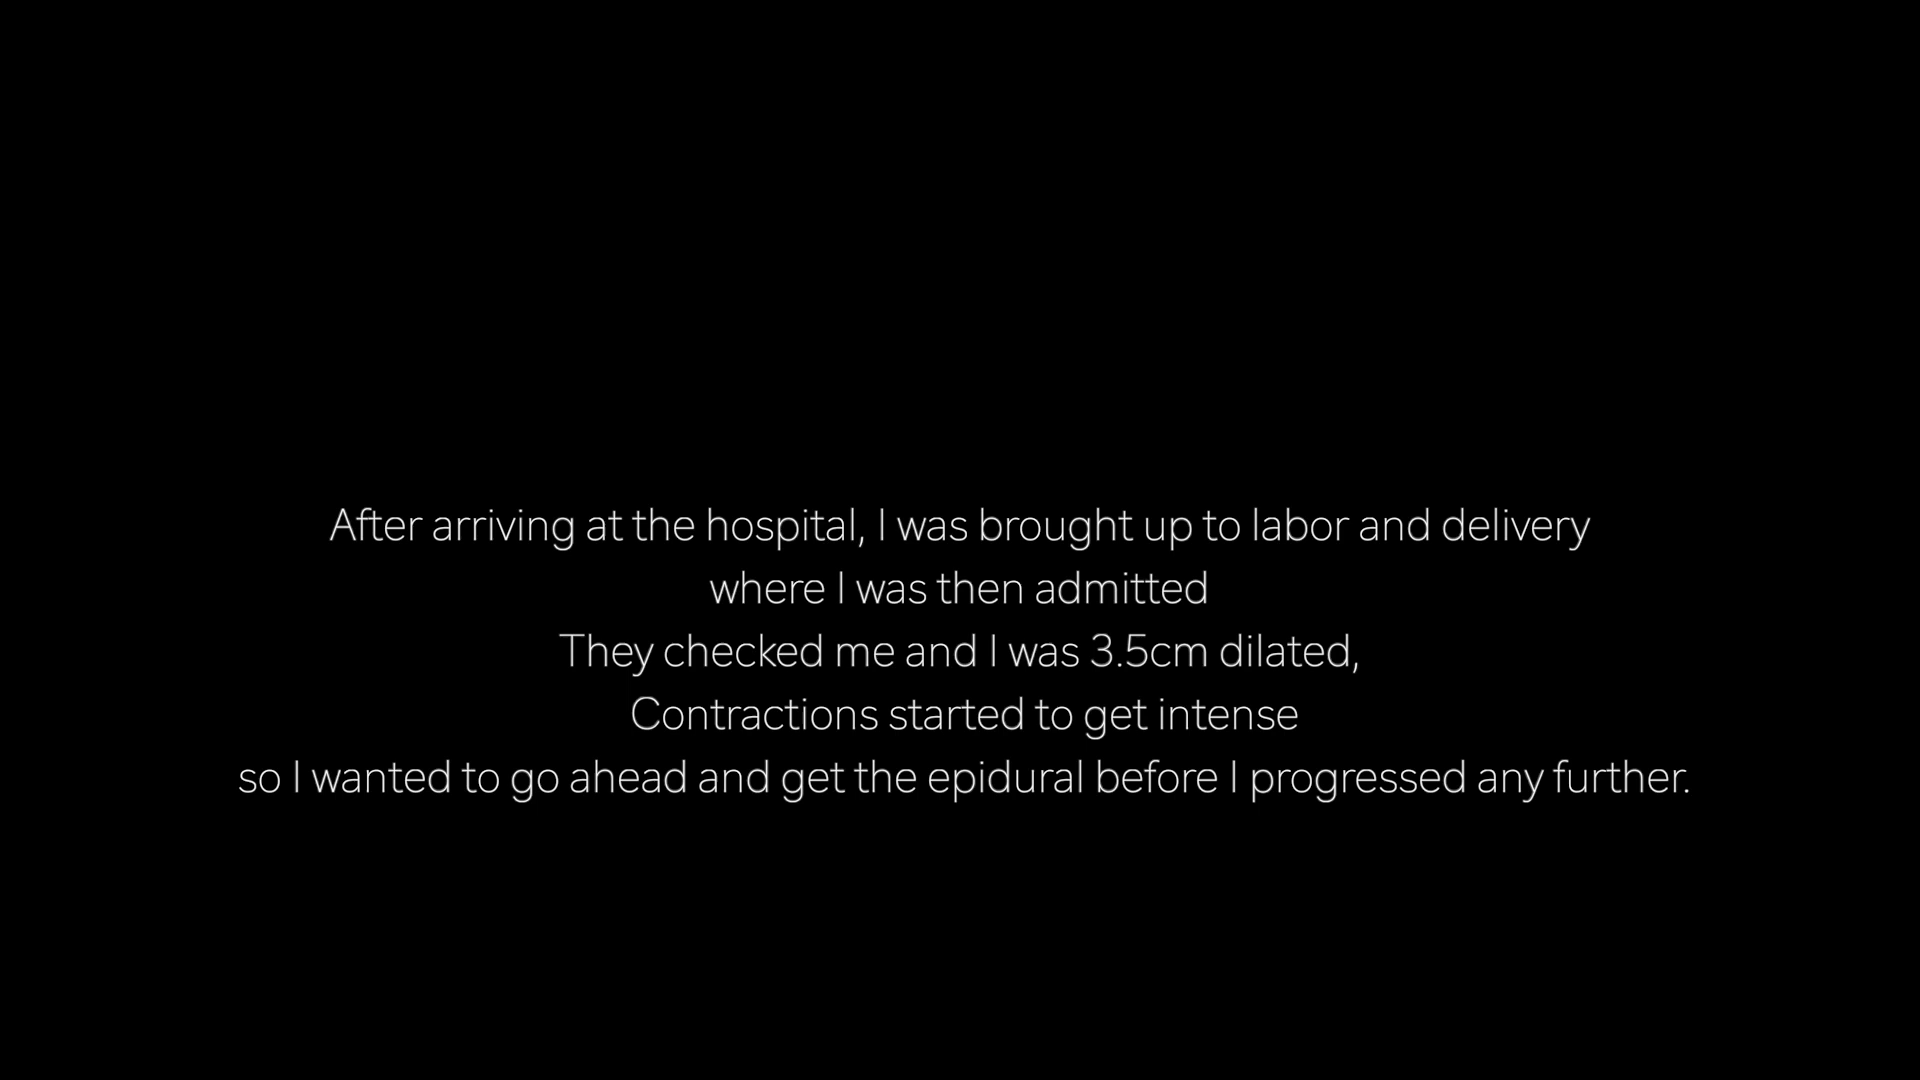 After arriving at the hospital, I was brought up to labor and delivery
where I was then admitted
They checked me and I was 3.5cm dilated,
Contractions started to get intense
so I wanted to go ahead and get the epidural before I progressed any further.